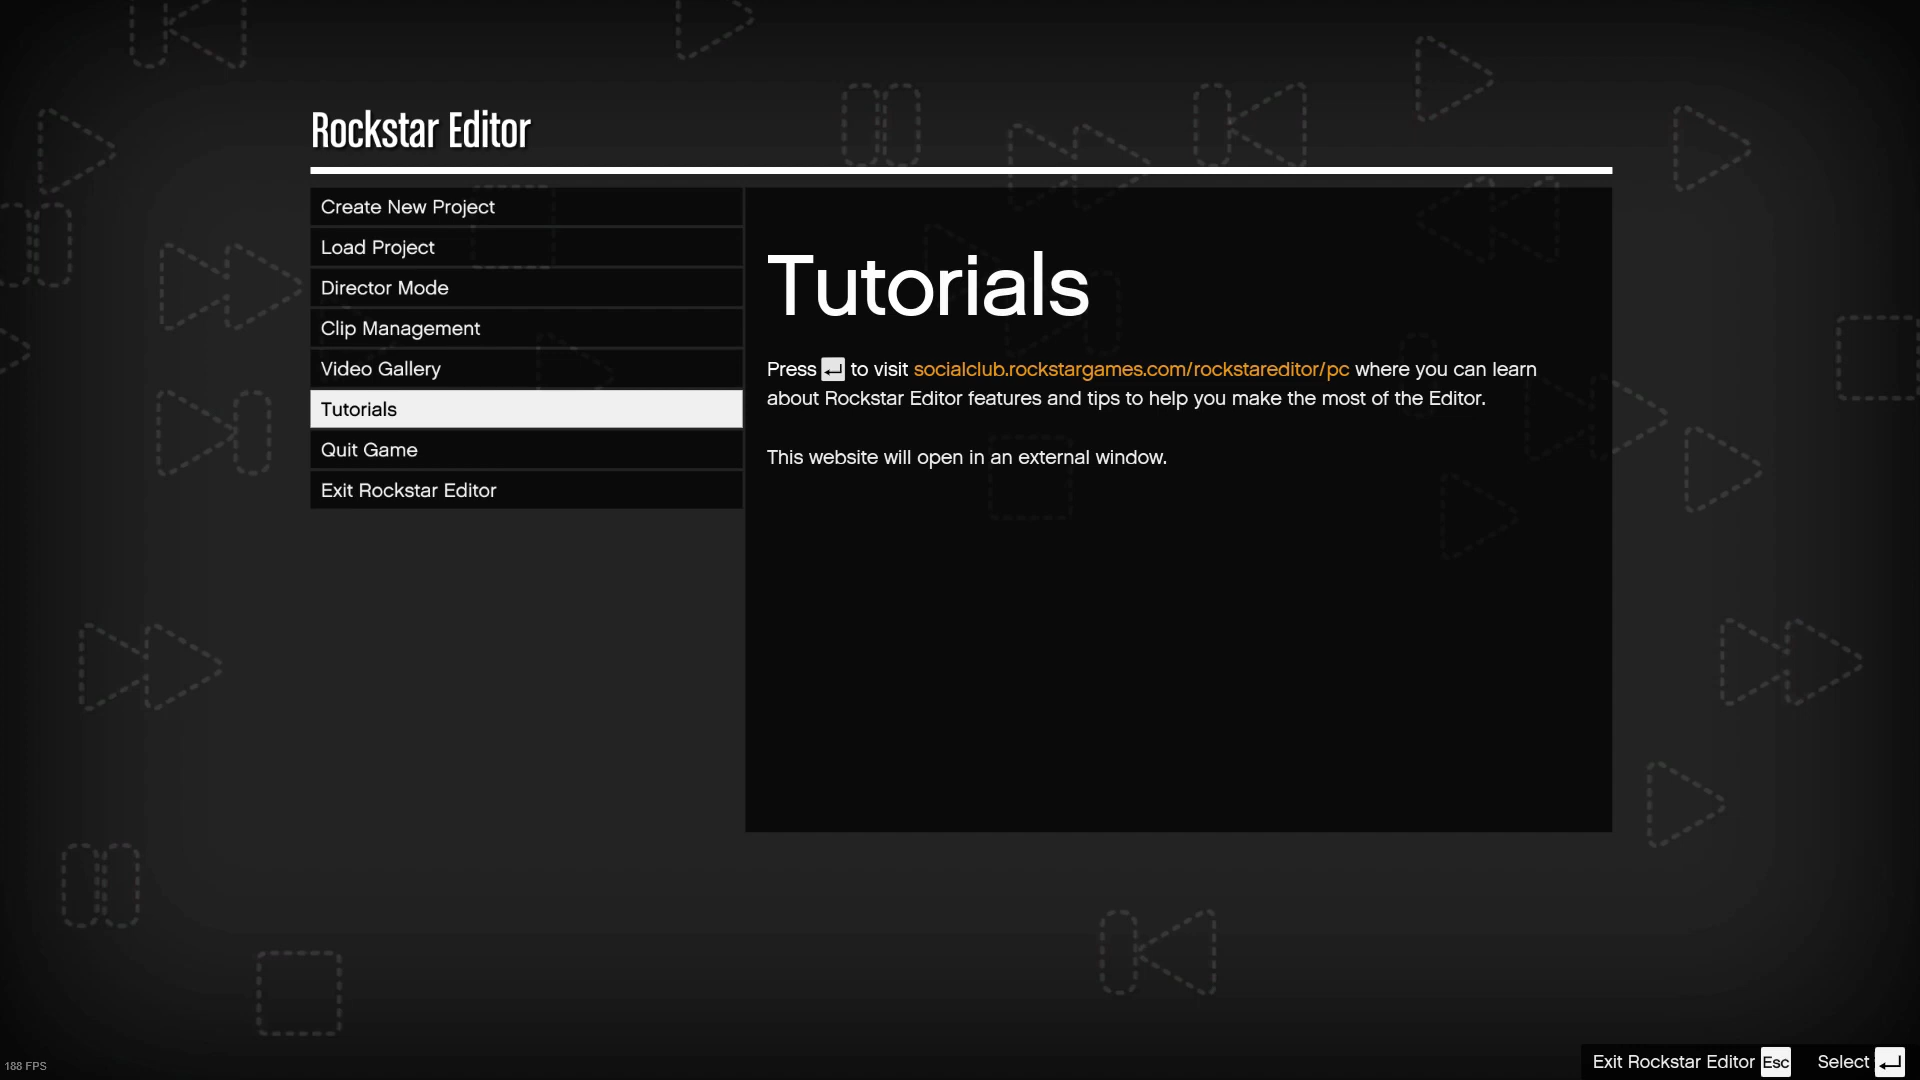 Rockstar Editor
Create New Project
Load Project
Director Mode
Clip Management
Video Gallery
Tutorials
Quit Game
Exit Rockstar Editor
Tutorials
Press to visit socialclub.rockstargames.com/rockstareditor/pc where you can learn
about Rockstar Editor features and tips to help you make the most of the Editor.
This website will open in an external window.
188 FPS
Exit Rockstar Editor Esc Select